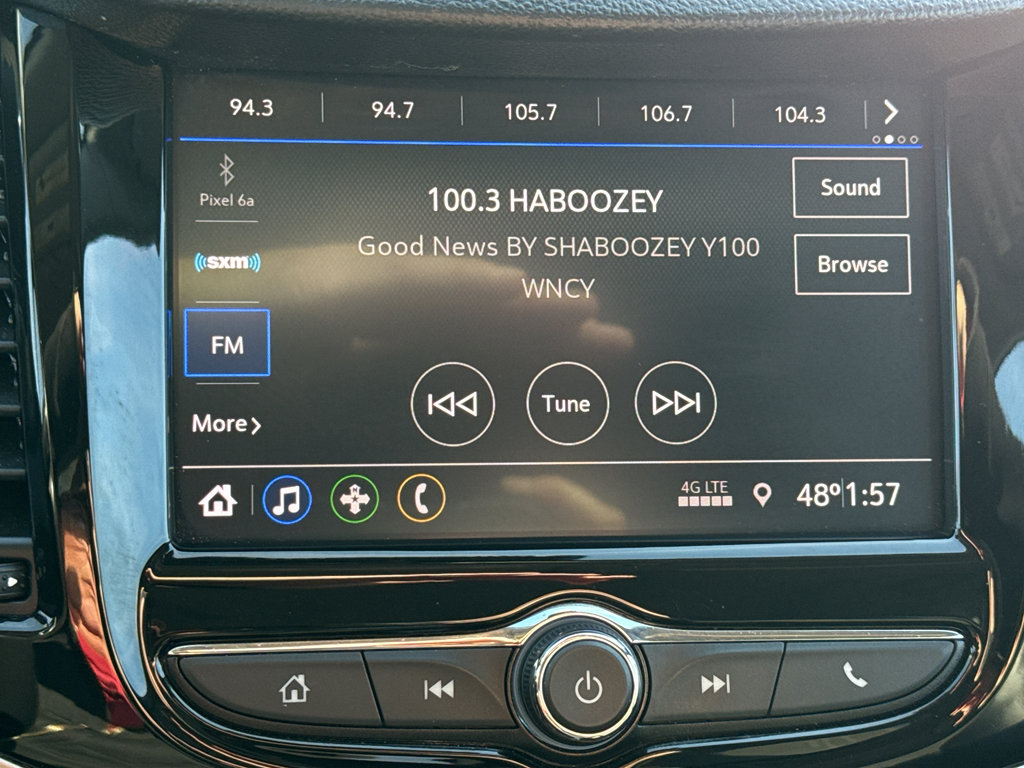 94.3 94.7 105.7 106.7 104.3
Pixel 6a
100.3 HABOOZEY
Sound
Good News BY SHABOOZEY Y100
WNCY
sxm
Browse
FM
Tune
More
4G LTE
48° 1:57